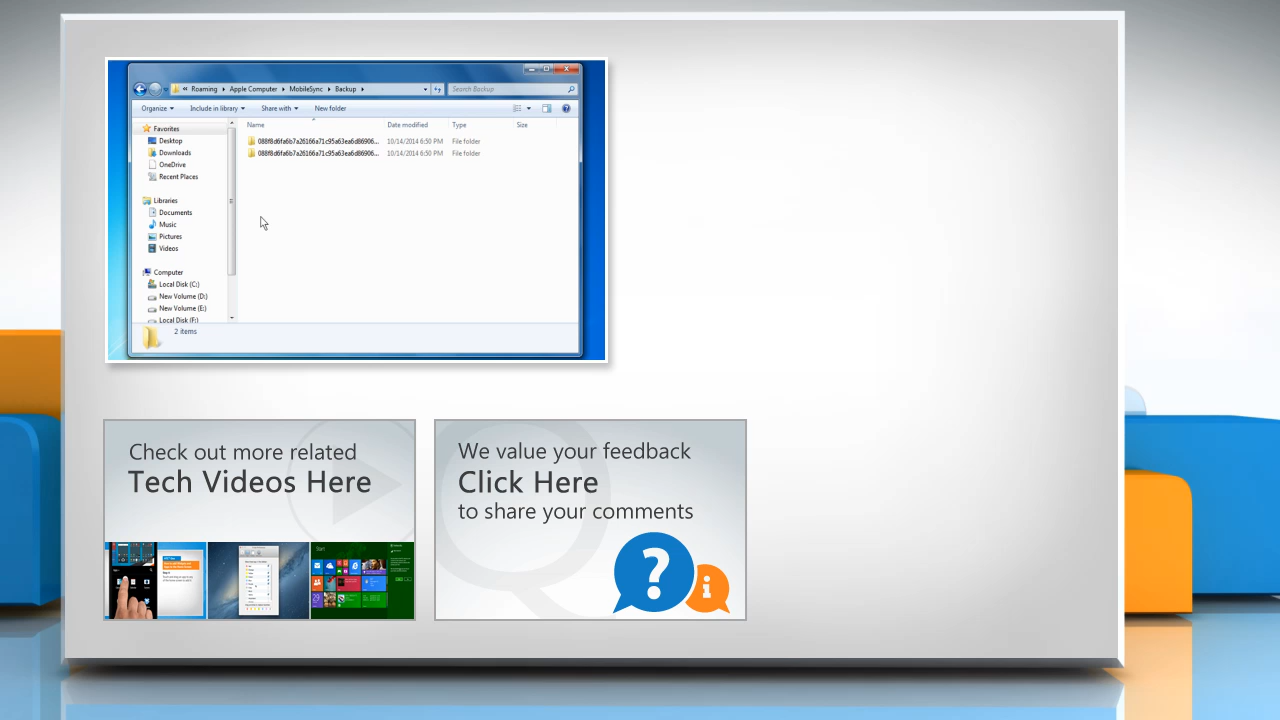 « Roaming ▸ Apple Computer ▸ MobileSync ▸ Backup ▸
Search Backup
Organize ▾ Include in library ▾ Share with ▾ New folder
Name Date modified Type Size
Favorites
Desktop
Downloads
OneDrive
Recent Places
Libraries
Documents
Music
Pictures
Videos
Computer
Local Disk (C:)
New Volume (D:)
New Volume (E:)
Local Disk (F:)
10/14/2014 6:50 PM File folder
10/14/2014 6:50 PM File folder
2 items
Check out more related
Tech Videos Here
Start
We value your feedback
Click Here
to share your comments
?
i